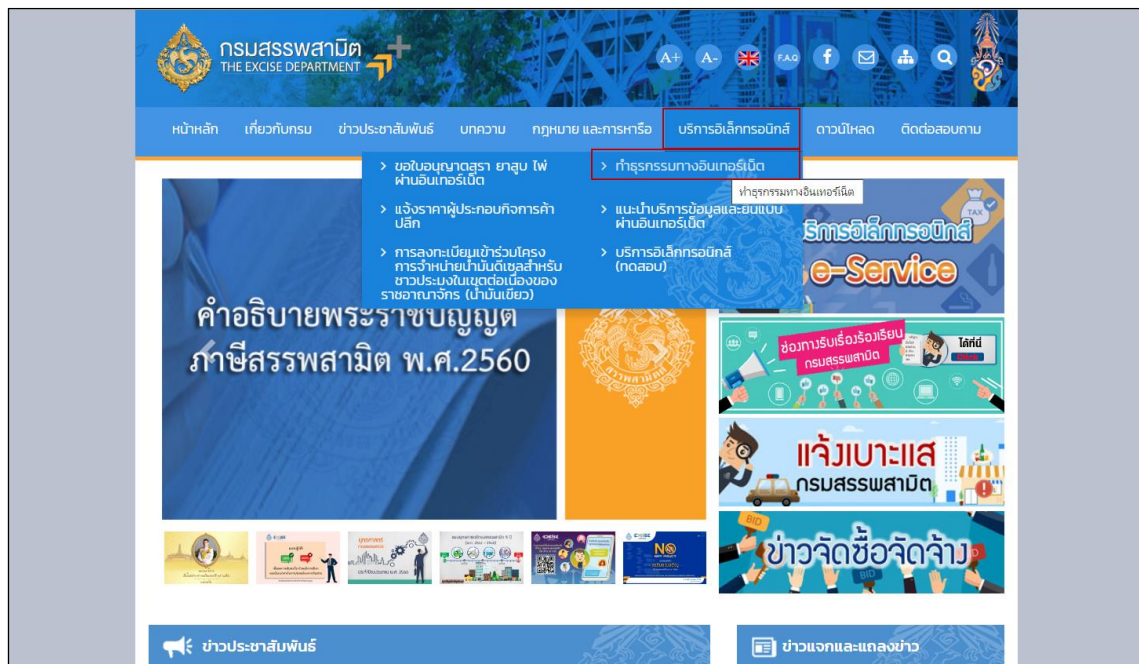 กรมสรรพสามิต
THE EXCISE DEPARTMENT
A+ A- F.A.Q f
หน้าหลัก เกี่ยวกับกรม ข่าวประชาสัมพันธ์ บทความ กฎหมาย และการหารือ บริการอิเล็กทรอนิกส์ ดาวน์โหลด ติดต่อสอบถาม
> ขอใบอนุญาตสุรา ยาสูบ ไพ่
ผ่านอินเทอร์เน็ต
> ทำธุรกรรมทางอินเทอร์เน็ต
ทำธุรกรรมทางอินเทอร์เน็ต
> แจ้งราคาผู้ประกอบกิจการค้า
ปลีก
> แนะนำบริการข้อมูลและยื่นแบบ
ผ่านอินเทอร์เน็ต
> การลงทะเบียนเข้าร่วมโครง
การจำหน่ายน้ำมันดีเซลสำหรับ
ชาวประมงในเขตต่อเนื่องของ
ราชอาณาจักร (น้ำมันเขียว)
> บริการอิเล็กทรอนิกส์
(ทดสอบ)
คำอธิบายพระราชบัญญัติ
ภาษีสรรพสามิต พ.ศ.2560
TAX
บริการอิเล็กทรอนิกส์
e-Service
ช่องทางรับเรื่องร้องเรียน
กรมสรรพสามิต
ได้ที่นี่
Click
แจ้งเบาะแส
กรมสรรพสามิต
BID
ข่าวจัดซื้อจัดจ้าง
BID
BID
NO
ข่าวประชาสัมพันธ์
ข่าวแจกและแถลงข่าว